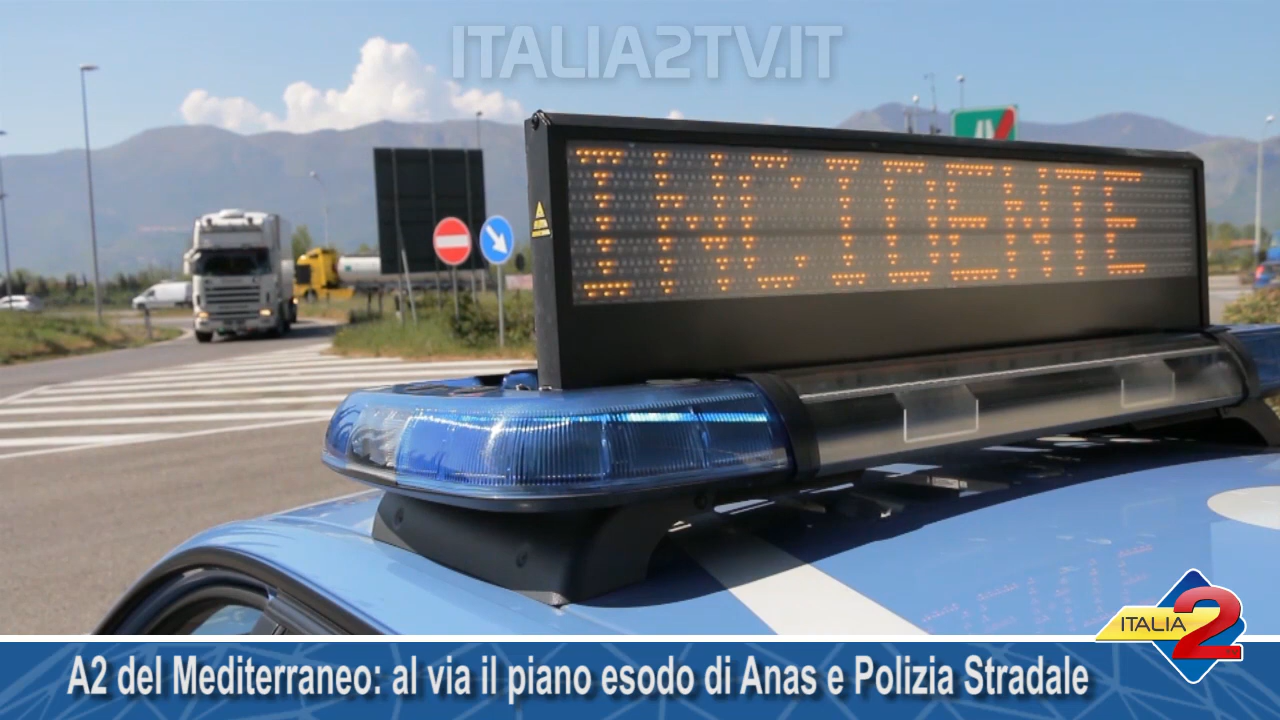 ITALIA2TV.IT
INCIDENTE
ITALIA
2
A2 del Mediterraneo: al via il piano esodo di Anas e Polizia Stradale